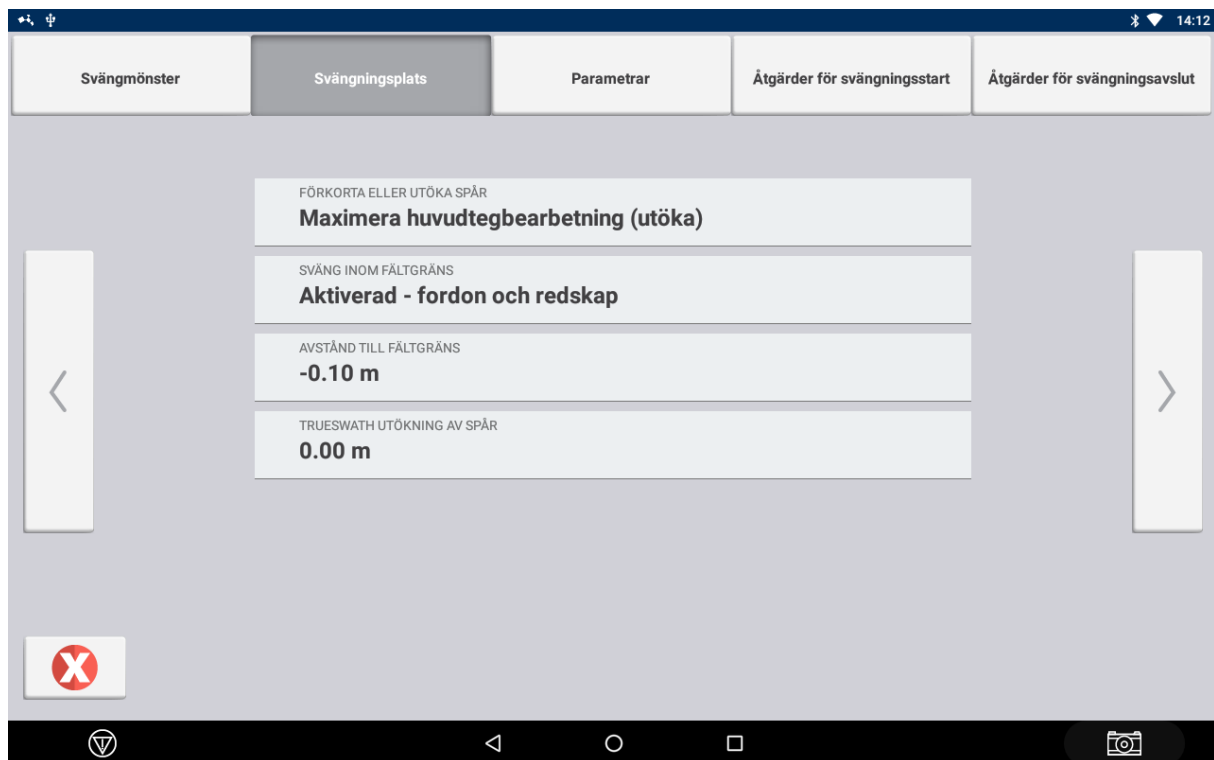 14:12
Svängmönster
Svängningsplats
Parametrar
Åtgärder för svängningsstart
Åtgärder för svängningsavslut
FÖRKORTA ELLER UTÖKA SPÅR
Maximera huvudtegbearbetning (utöka)
SVÄNG INOM FÄLTGRÄNS
Aktiverad - fordon och redskap
AVSTÅND TILL FÄLTGRÄNS
-0.10 m
TRUESWATH UTÖKNING AV SPÅR
0.00 m